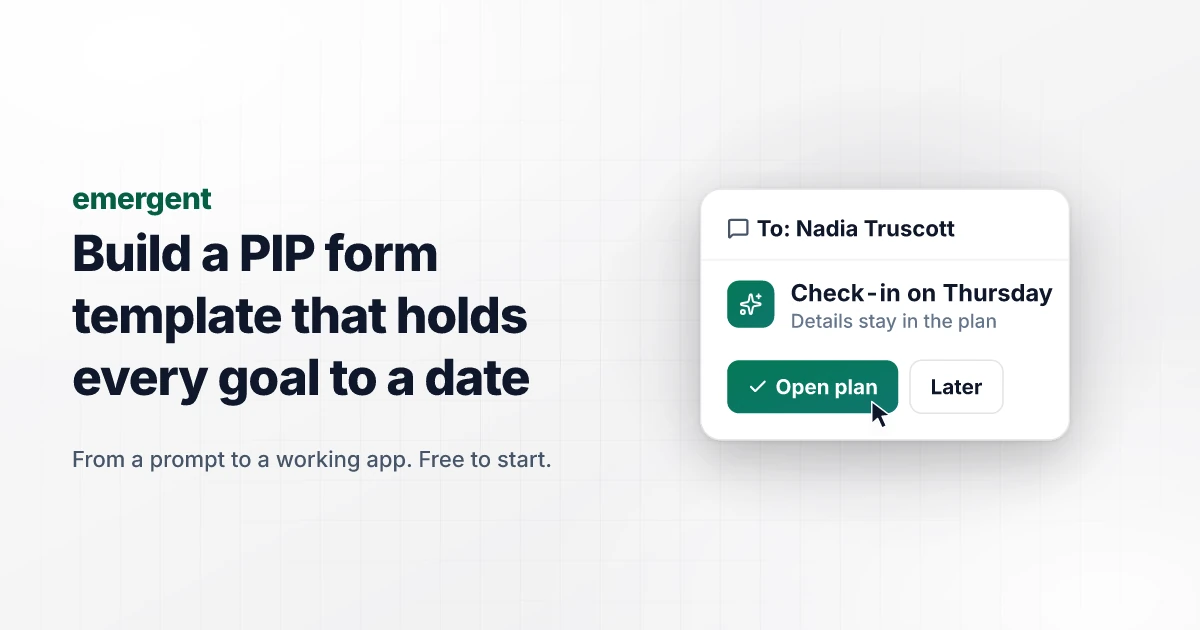 emergent
Build a PIP form
template that holds
every goal to a date
From a prompt to a working app. Free to start.
To: Nadia Truscott
Check-in on Thursday
Details stay in the plan
Open plan
Later